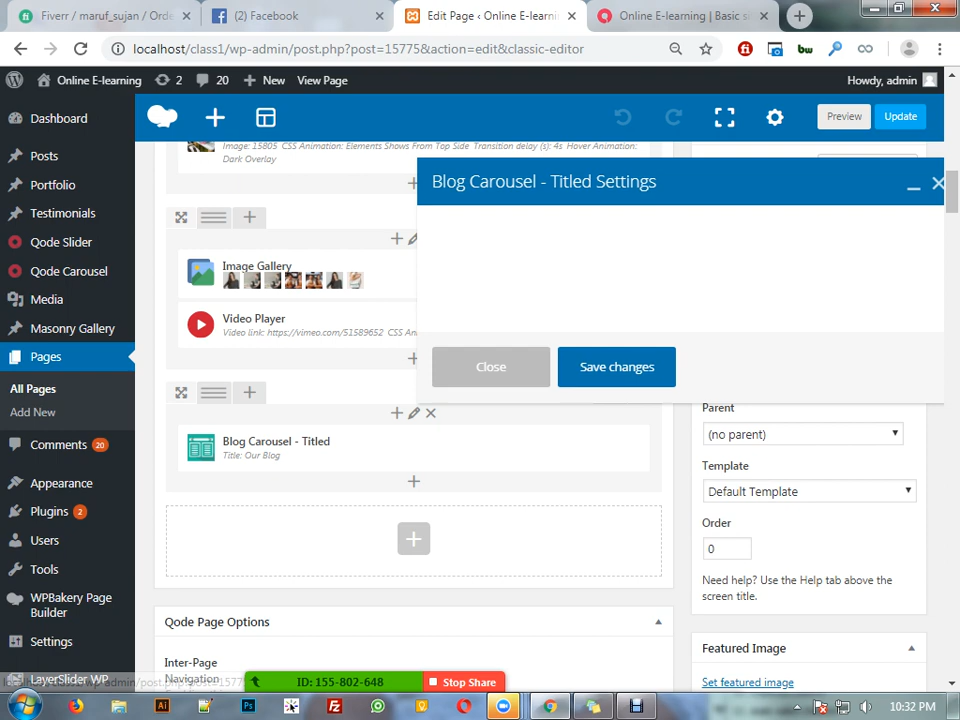 Fiverr / maruf_sujan / Orde
(2) Facebook
Edit Page ‹ Online E-learni
Online E-learning | Basic s
localhost/class1/wp-admin/post.php?post=15775&action=edit&classic-editor
Online E-learning
2
20
New
View Page
Howdy, admin
Dashboard
Posts
Portfolio
Testimonials
Qode Slider
Qode Carousel
Media
Masonry Gallery
Pages
All Pages
Add New
Comments 20
Appearance
Plugins 2
Users
Tools
WPBakery Page
Builder
Settings
LayerSlider WP
Preview
Update
Image: 15805 CSS Animation: Elements Shows From Top Side Transition delay (s): 4s Hover Animation:
Dark Overlay
Blog Carousel - Titled Settings
Close
Save changes
Image Gallery
Video Player
Video link: https://vimeo.com/51589652 CSS An
Blog Carousel - Titled
Title: Our Blog
Parent
(no parent)
Template
Default Template
Order
0
Need help? Use the Help tab above the
screen title.
Qode Page Options
Inter-Page
Navigation
Featured Image
Set featured image
ID: 155-802-648
Stop Share
10:32 PM